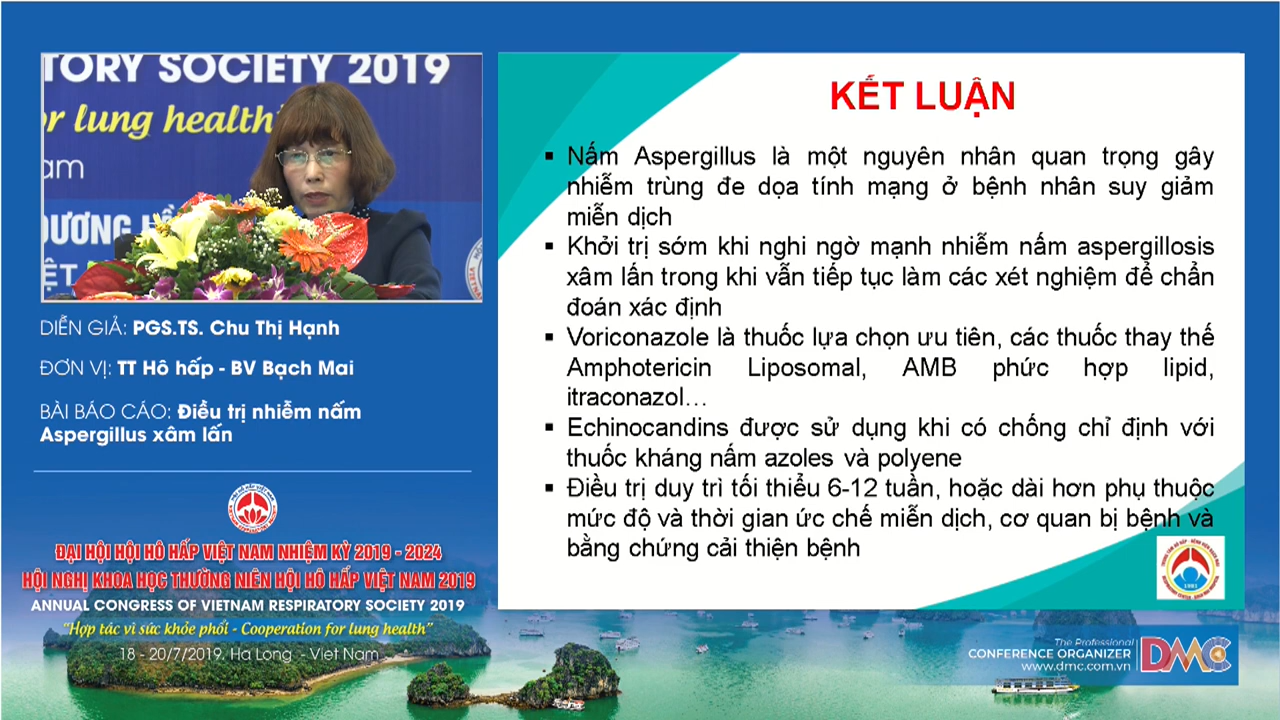 TORY SOCIETY 2019
or lung health"
am
DIỄN GIẢ: PGS.TS. Chu Thị Hạnh
ĐƠN VỊ: TT Hô hấp - BV Bạch Mai
BÀI BÁO CÁO: Điều trị nhiễm nấm
Aspergillus xâm lấn
ĐẠI HỘI HỘI HÔ HẤP VIỆT NAM NHIỆM KỲ 2019 - 2024
HỘI NGHỊ KHOA HỌC THƯỜNG NIÊN HỘI HÔ HẤP VIỆT NAM 2019
ANNUAL CONGRESS OF VIETNAM RESPIRATORY SOCIETY 2019
"Hợp tác vì sức khỏe phổi - Cooperation for lung health"
18 - 20/7/2019. Ha Long - Viet Nam
KẾT LUẬN
▪ Nấm Aspergillus là một nguyên nhân quan trọng gây
nhiễm trùng đe dọa tính mạng ở bệnh nhân suy giảm
miễn dịch
▪ Khởi trị sớm khi nghi ngờ mạnh nhiễm nấm aspergillosis
xâm lấn trong khi vẫn tiếp tục làm các xét nghiệm để chẩn
đoán xác định
▪ Voriconazole là thuốc lựa chọn ưu tiên, các thuốc thay thế
Amphotericin Liposomal, AMB phức hợp lipid,
itraconazol…
▪ Echinocandins được sử dụng khi có chống chỉ định với
thuốc kháng nấm azoles và polyene
▪ Điều trị duy trì tối thiểu 6-12 tuần, hoặc dài hơn phụ thuộc
mức độ và thời gian ức chế miễn dịch, cơ quan bị bệnh và
bằng chứng cải thiện bệnh
The Professional
CONFERENCE ORGANIZER
www.dmc.com.vn
DMC